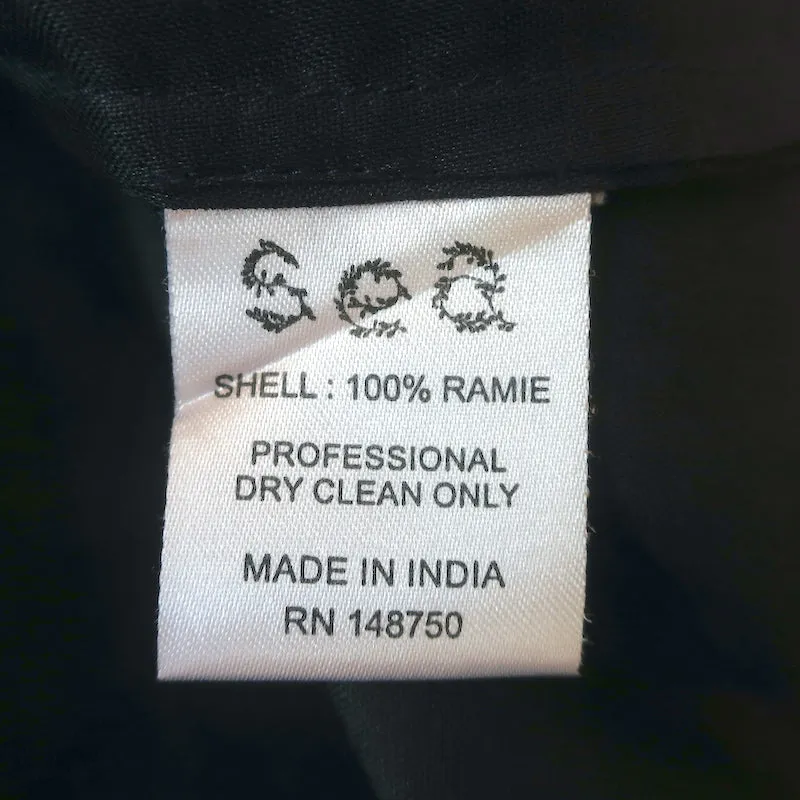 Sea
SHELL : 100% RAMIE
PROFESSIONAL
DRY CLEAN ONLY
MADE IN INDIA
RN 148750